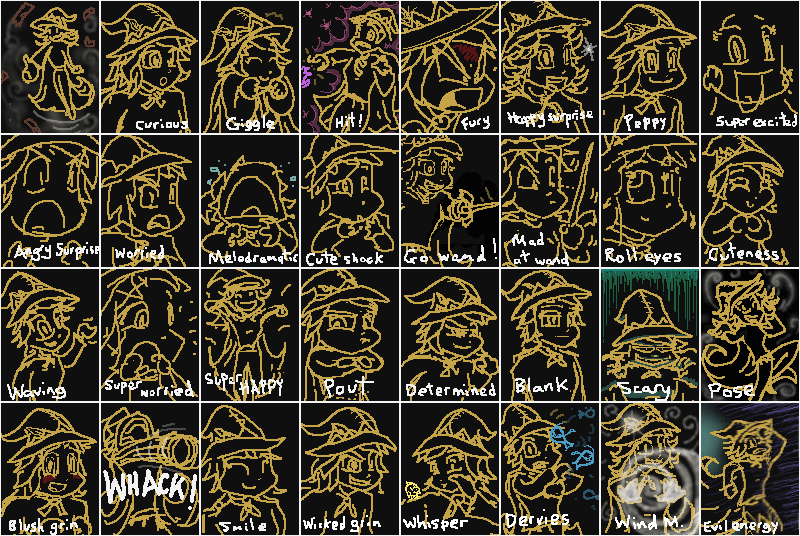 Curious
Giggle
Hit!
Fury
Happy surprise
Peppy
Super excited
Angry Surprise
Worried
Melodramatic
Cute shock
Go wand!
Mad
at wand
Roll eyes
Cuteness
Waving
Super worried
Super HAPPY
Pout
Determined
Blank
Scary
Pose
Blush grin
WHACK!
Smile
Wicked grin
Whisper
Dervies
Wind M.
Evil energy